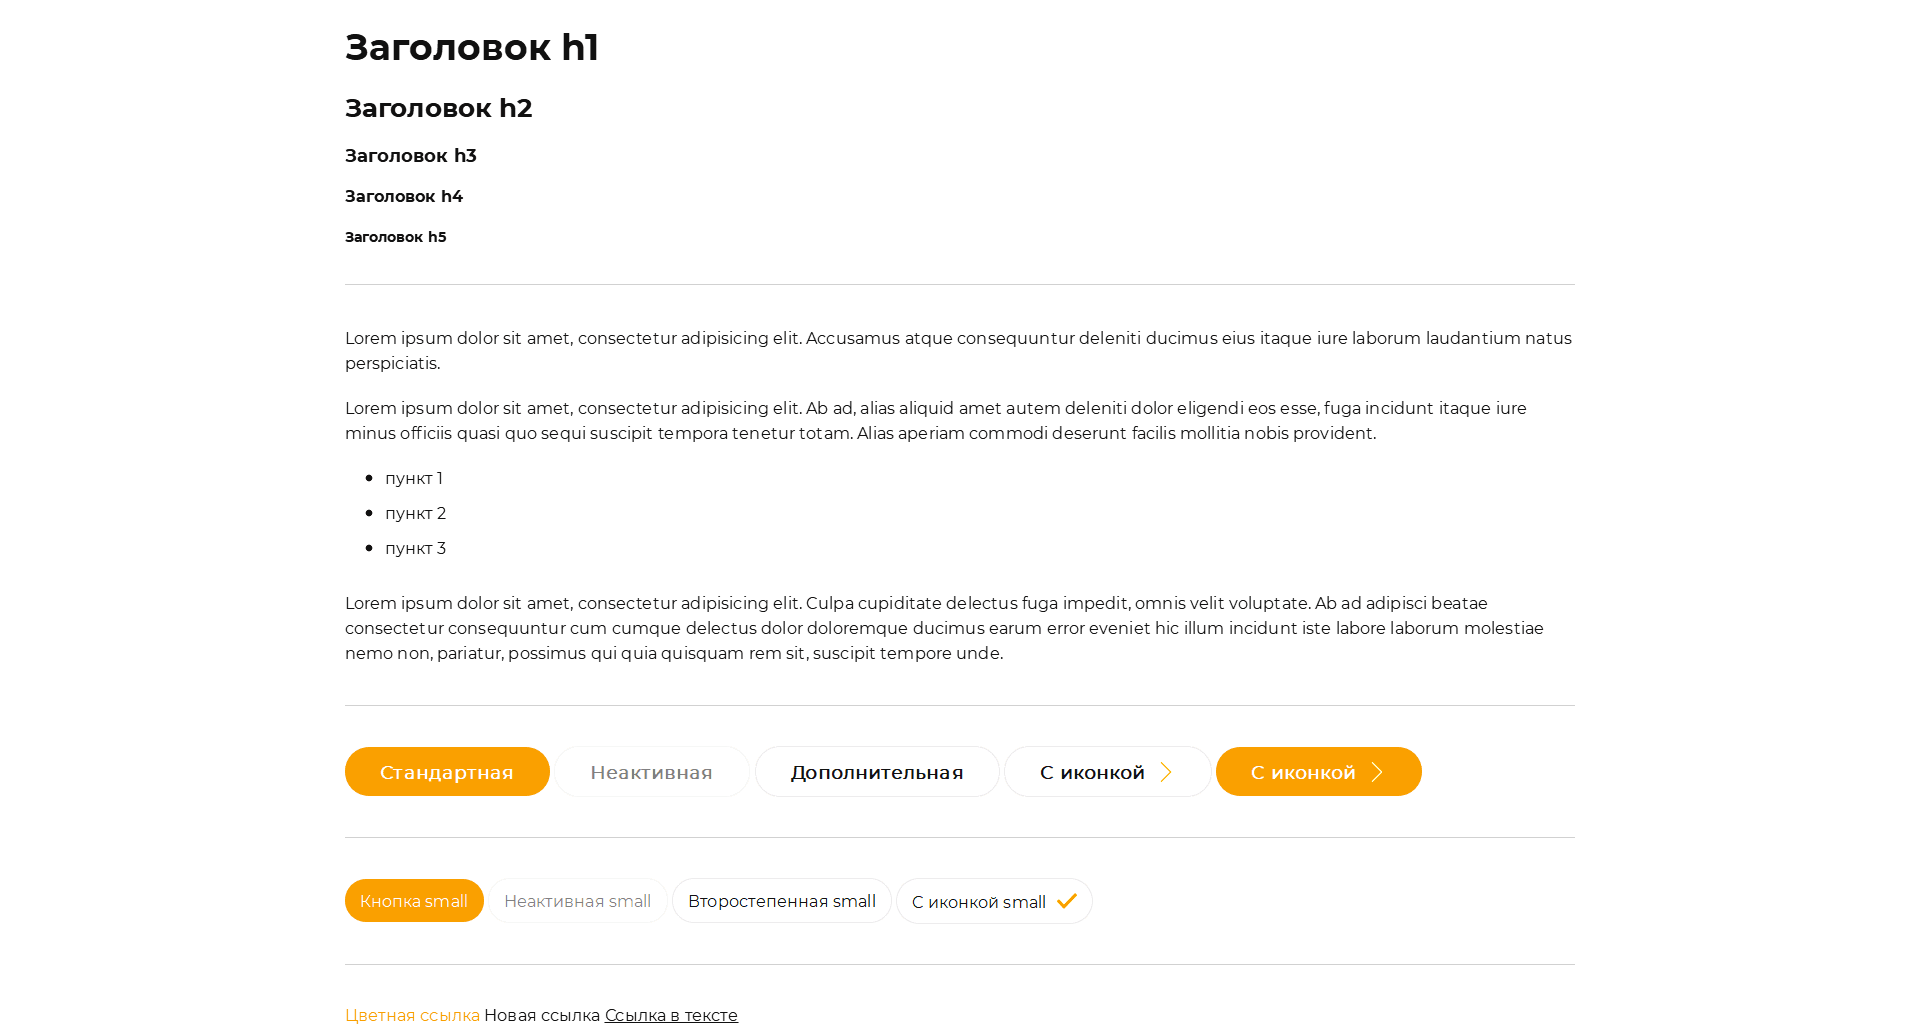 Заголовок h1
Заголовок h2
Заголовок h3
Заголовок h4
Заголовок h5
Lorem ipsum dolor sit amet, consectetur adipisicing elit. Accusamus atque consequuntur deleniti ducimus eius itaque iure laborum laudantium natus
perspiciatis.
Lorem ipsum dolor sit amet, consectetur adipisicing elit. Ab ad, alias aliquid amet autem deleniti dolor eligendi eos esse, fuga incidunt itaque iure
minus officiis quasi quo sequi suscipit tempora tenetur totam. Alias aperiam commodi deserunt facilis mollitia nobis provident.
• пункт 1
• пункт 2
• пункт 3
Lorem ipsum dolor sit amet, consectetur adipisicing elit. Culpa cupiditate delectus fuga impedit, omnis velit voluptate. Ab ad adipisci beatae
consectetur consequuntur cum cumque delectus dolor doloremque ducimus earum error eveniet hic illum incidunt iste labore laborum molestiae
nemo non, pariatur, possimus qui quia quisquam rem sit, suscipit tempore unde.
Стандартная Неактивная Дополнительная С иконкой С иконкой
Кнопка small Неактивная small Второстепенная small С иконкой small
Цветная ссылка Новая ссылка Ссылка в тексте